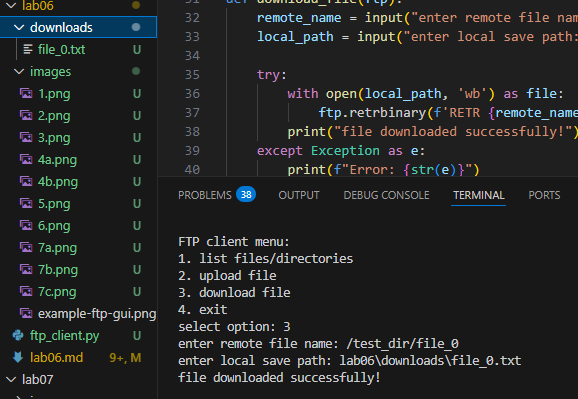 lab06
downloads
file_0.txt U
images
1.png U
2.png U
3.png U
4a.png U
4b.png U
5.png U
6.png U
7a.png U
7b.png U
7c.png U
example-ftp-gui.png
ftp_client.py U
lab06.md 9+, M
lab07
32 remote_name = input("enter remote file nam
33 local_path = input("enter local save path:
34
35 try:
36 with open(local_path, 'wb') as file:
37 ftp.retrbinary(f'RETR {remote_name
38 print("file downloaded successfully!")
39 except Exception as e:
40 print(f"Error: {str(e)}")
PROBLEMS 38 OUTPUT DEBUG CONSOLE TERMINAL PORTS
FTP client menu:
1. list files/directories
2. upload file
3. download file
4. exit
select option: 3
enter remote file name: /test_dir/file_0
enter local save path: lab06\downloads\file_0.txt
file downloaded successfully!